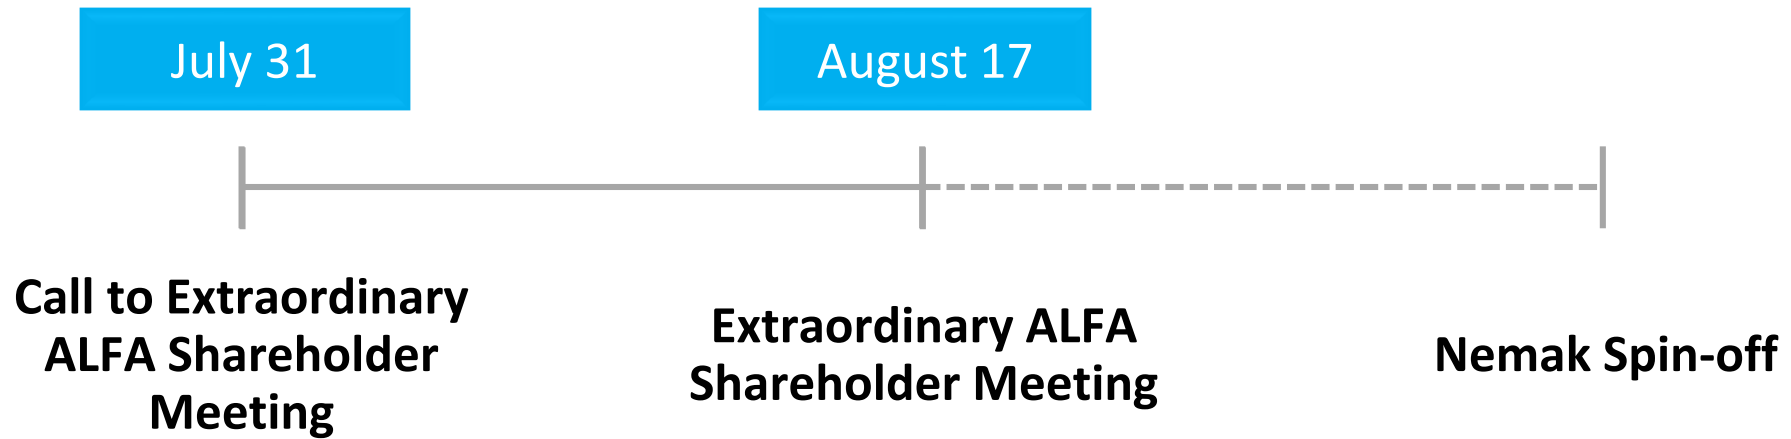 July 31
August 17
Call to Extraordinary
ALFA Shareholder
Meeting
Extraordinary ALFA
Shareholder Meeting
Nemak Spin-off